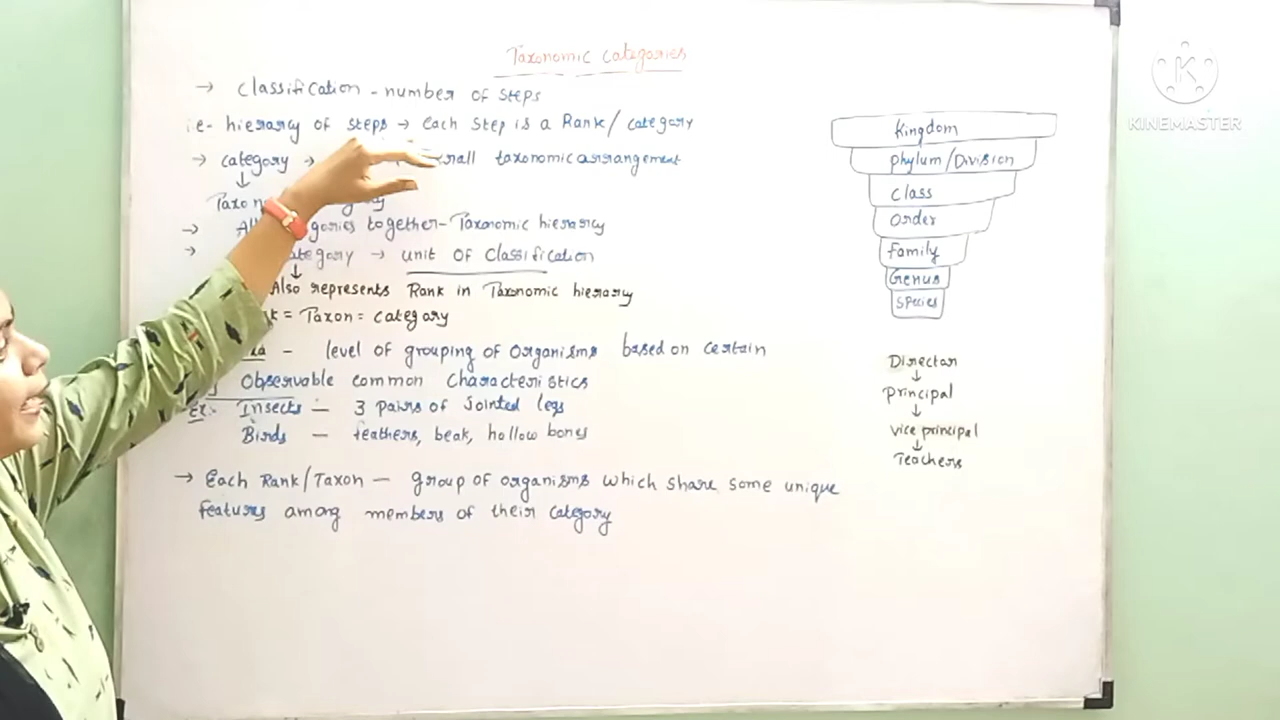 Taxonomic Categories
→ Classification - number of steps
i.e- hierarcy of steps → Each step is a Rank / category
→ category → overall taxonomic arrangement
↓
→ categories together - Taxonomic hierarcy
→ category → unit of Classification
↓
Also represents Rank in Taxonomic hierarcy
= Taxon = category
- level of grouping of Organisms based on certain
Observable common Characteristics
Ex:- Insects - 3 pairs of Jointed legs
Birds - feathers, beak, hollow bones
→ Each Rank/Taxon - group of organisms which share some unique
features among members of their category
Kingdom
phylum/Division
Class
Order
Family
Genus
Species
Director
↓
Principal
↓
vice principal
↓
Teachers
KINEMASTER